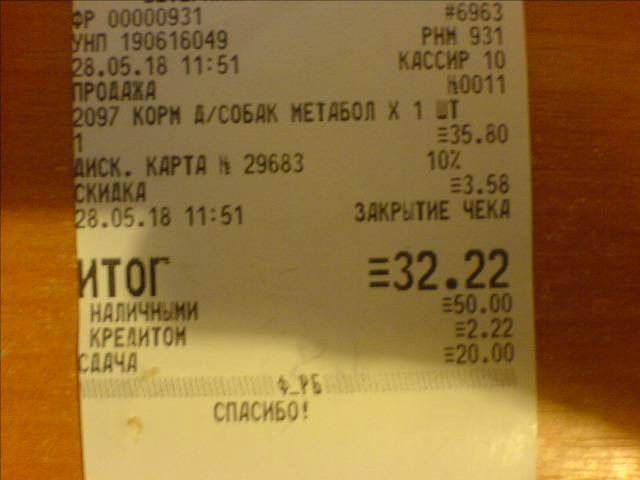 ФР 00000931 #6963
УНП 190616049 РНМ 931
28.05.18 11:51 КАССИР 10
ПРОДАЖА №0011
2097 КОРМ Д/СОБАК МЕТАБОЛ X 1 ШТ
1 ≡35.80
ДИСК. КАРТА № 29683 10%
СКИДКА ≡3.58
28.05.18 11:51 ЗАКРЫТИЕ ЧЕКА
ИТОГ ≡32.22
НАЛИЧНЫМИ ≡50.00
КРЕДИТОМ ≡2.22
СДАЧА ≡20.00
Ф_РБ
СПАСИБО!